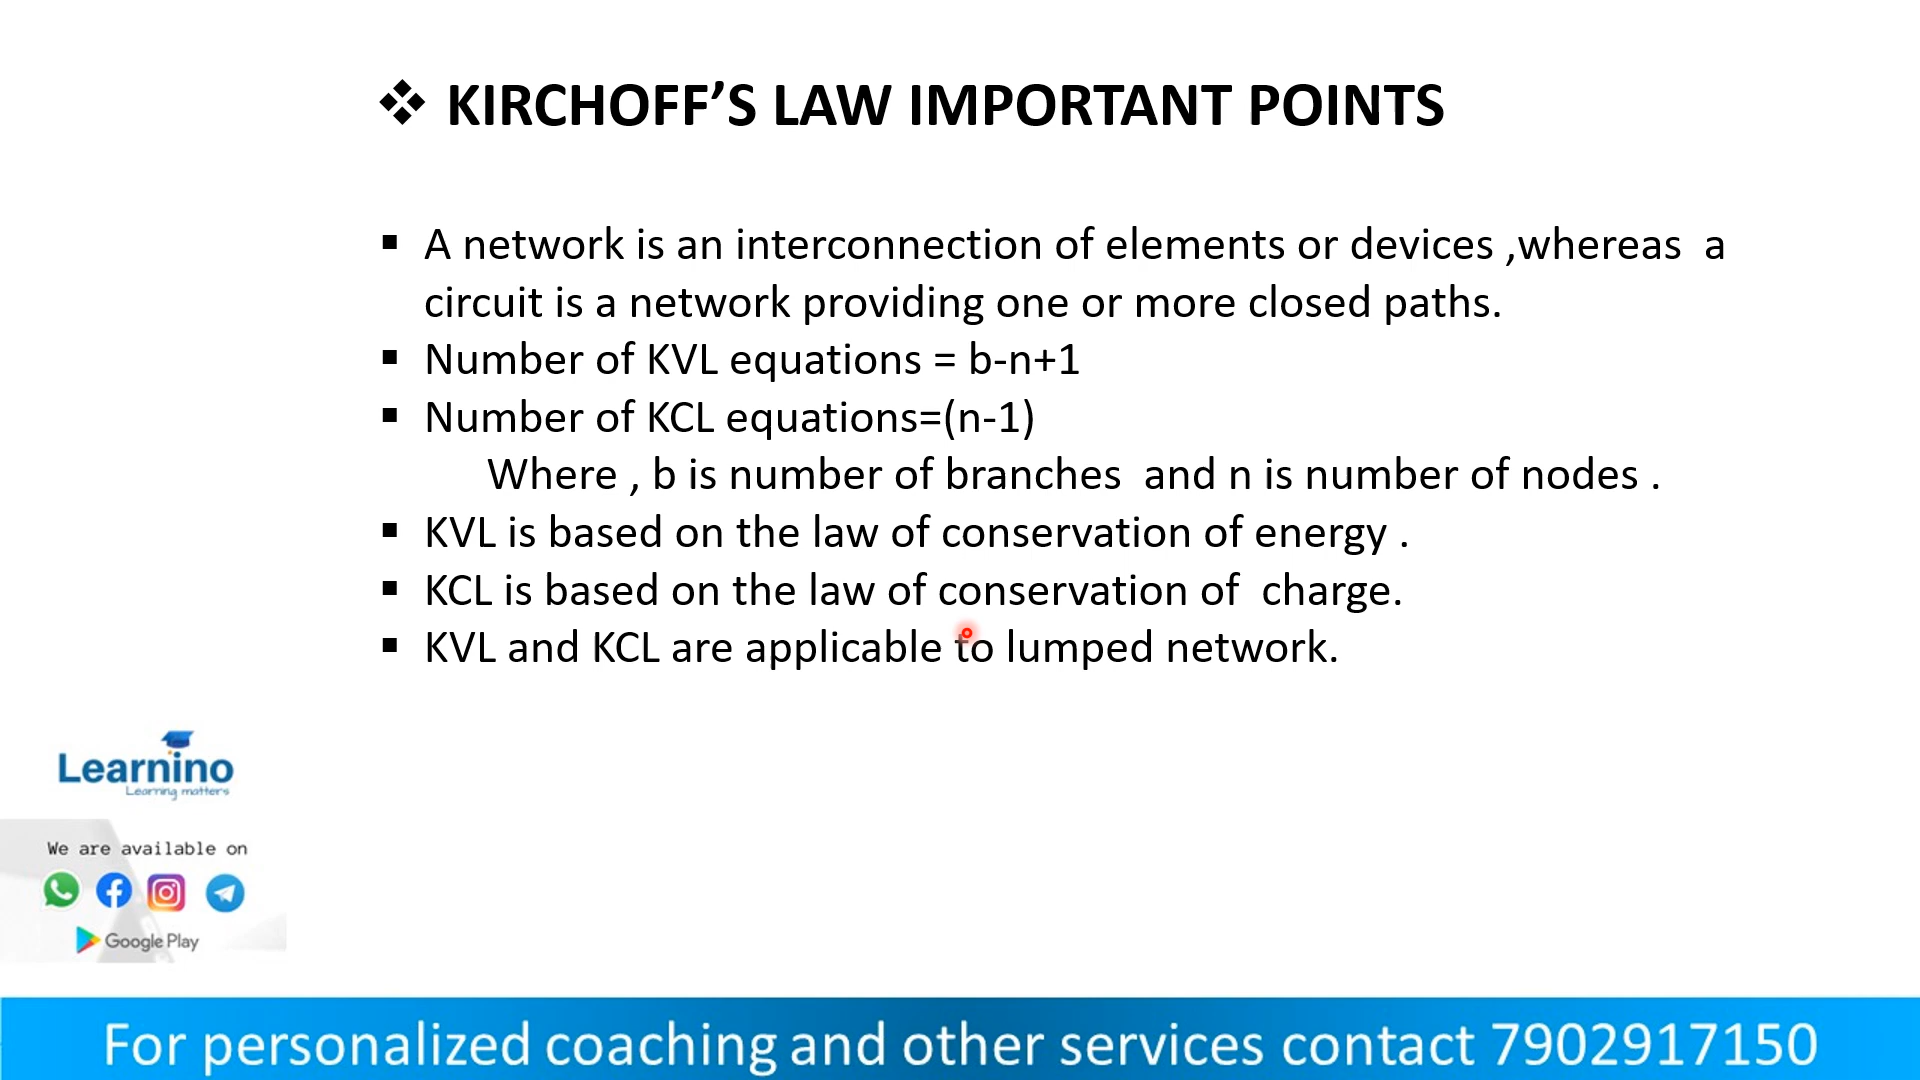 ❖ KIRCHOFF’S LAW IMPORTANT POINTS
▪ A network is an interconnection of elements or devices ,whereas a
circuit is a network providing one or more closed paths.
▪ Number of KVL equations = b-n+1
▪ Number of KCL equations=(n-1)
Where , b is number of branches and n is number of nodes .
▪ KVL is based on the law of conservation of energy .
▪ KCL is based on the law of conservation of charge.
▪ KVL and KCL are applicable to lumped network.
Learnino
Learning matters
We are available on
Google Play
For personalized coaching and other services contact 7902917150